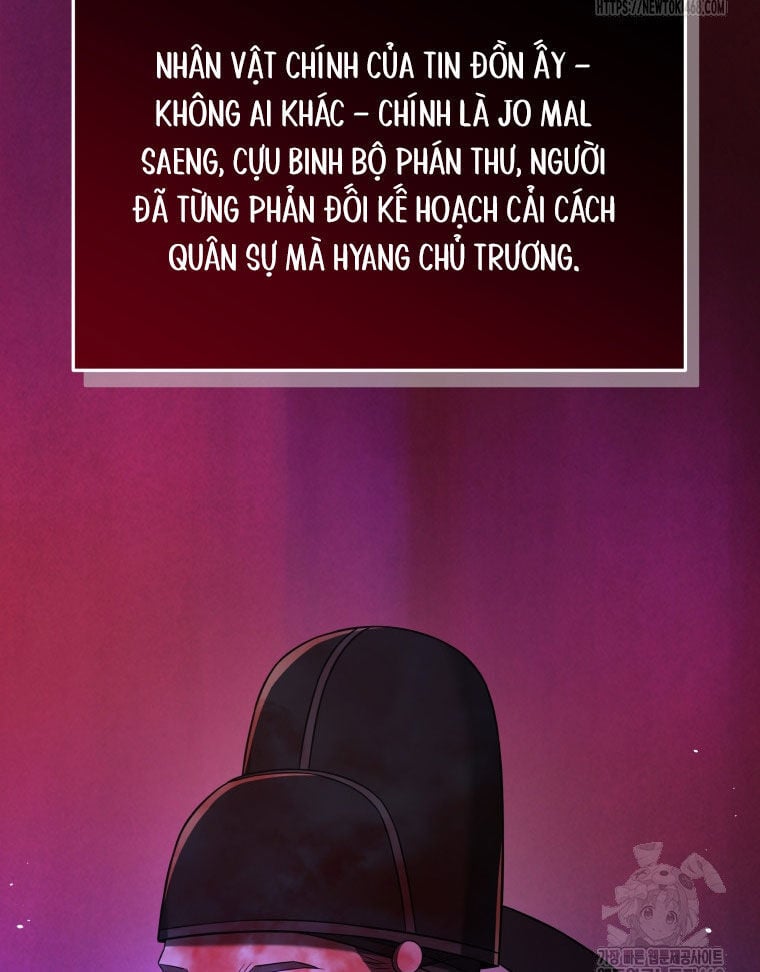 HTTPS://NEWTOKI468.COM
NHÂN VẬT CHÍNH CỦA TIN ĐỒN ẤY –
KHÔNG AI KHÁC – CHÍNH LÀ JO MAL
SAENG, CỰU BINH BỘ PHÁN THƯ, NGƯỜI
ĐÃ TỪNG PHẢN ĐỐI KẾ HOẠCH CẢI CÁCH
QUÂN SỰ MÀ HYANG CHỦ TRƯƠNG.
가장 빠른 웹툰제공사이트